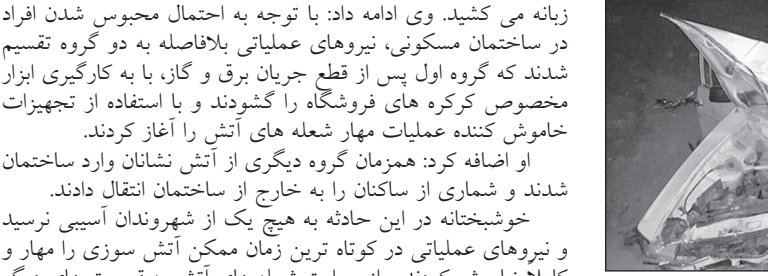 زبانه می کشید. وی ادامه داد: با توجه به احتمال محبوس شدن افراد
در ساختمان مسکونی، نیروهای عملیاتی بلافاصله به دو گروه تقسیم
شدند که گروه اول پس از قطع جریان برق و گاز، با به کارگیری ابزار
مخصوص کرکره های فروشگاه را گشودند و با استفاده از تجهیزات
خاموش کننده عملیات مهار شعله های آتش را آغاز کردند.
او اضافه کرد: همزمان گروه دیگری از آتش نشانان وارد ساختمان
شدند و شماری از ساکنان را به خارج از ساختمان انتقال دادند.
خوشبختانه در این حادثه به هیچ یک از شهروندان آسیبی نرسید
و نیروهای عملیاتی در کوتاه ترین زمان ممکن آتش سوزی را مهار و